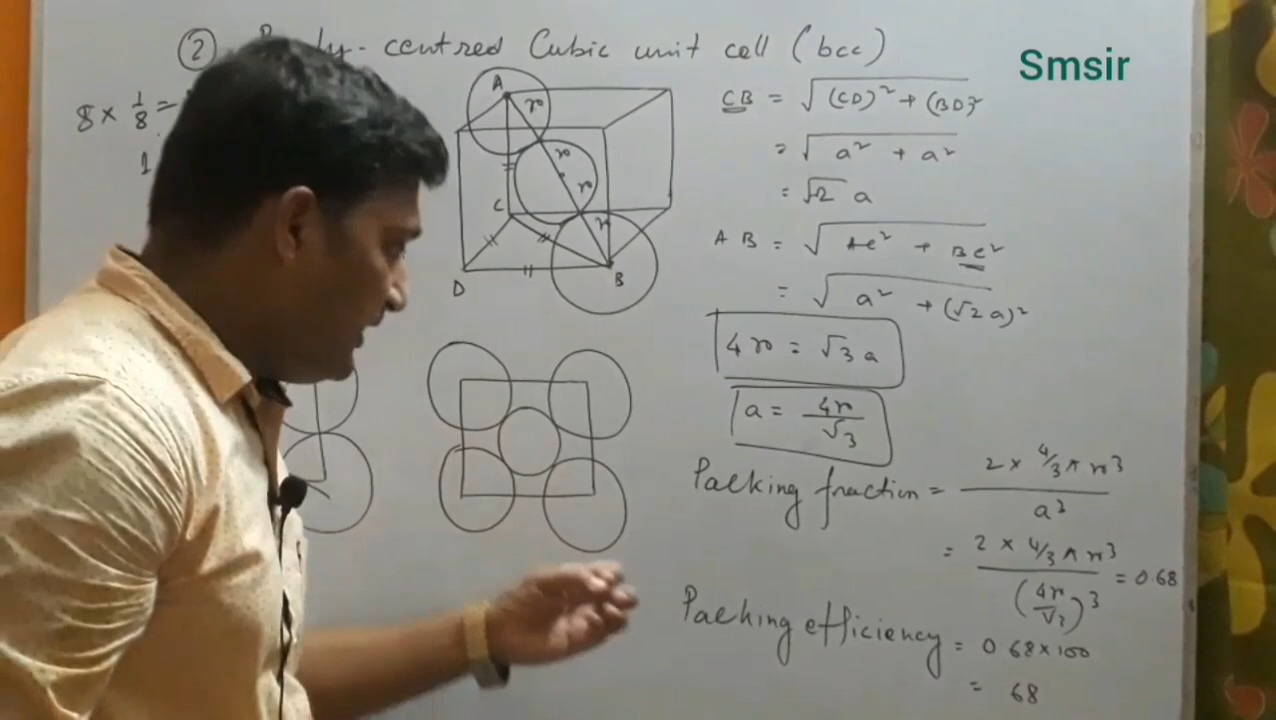 ② -centred Cubic unit cell (bcc)
Smsir
8 × 1/8 =
1
A
r
r
r
r
C
D
B
CB = √(CD)² + (BD)²
= √a² + a²
= √2 a
AB = √AC² + BC²
= √a² + (√2 a)²
4r = √3 a
a = 4r/√3
Packing fraction = 2 × 4/3 π r³ / a³
= 2 × 4/3 π r³ / (4r/√3)³ = 0.68
Packing efficiency = 0.68×100
= 68